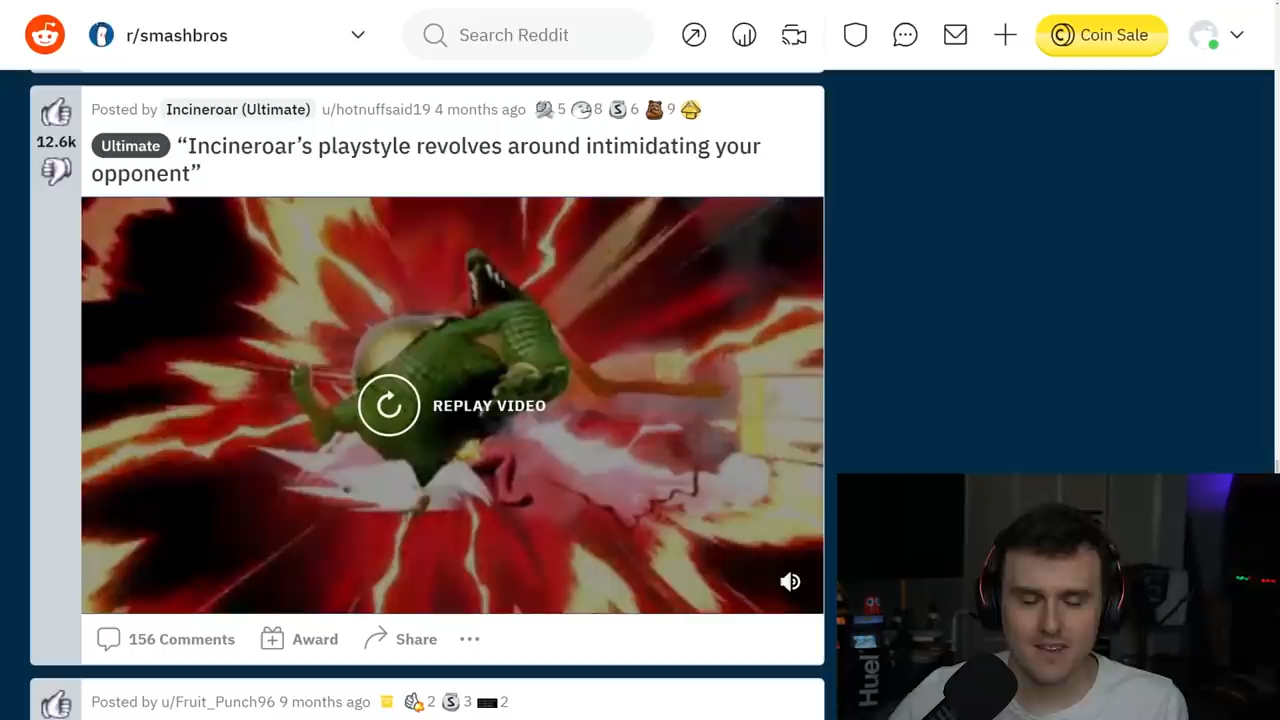 r/smashbros
Search Reddit
Coin Sale
Posted by Incineroar (Ultimate) u/hotnuffsaid19 4 months ago 5 8 S 6 9
12.6k
Ultimate “Incineroar’s playstyle revolves around intimidating your
opponent”
REPLAY VIDEO
156 Comments Award Share
Huel
Posted by u/Fruit_Punch96 9 months ago 2 S 3 2